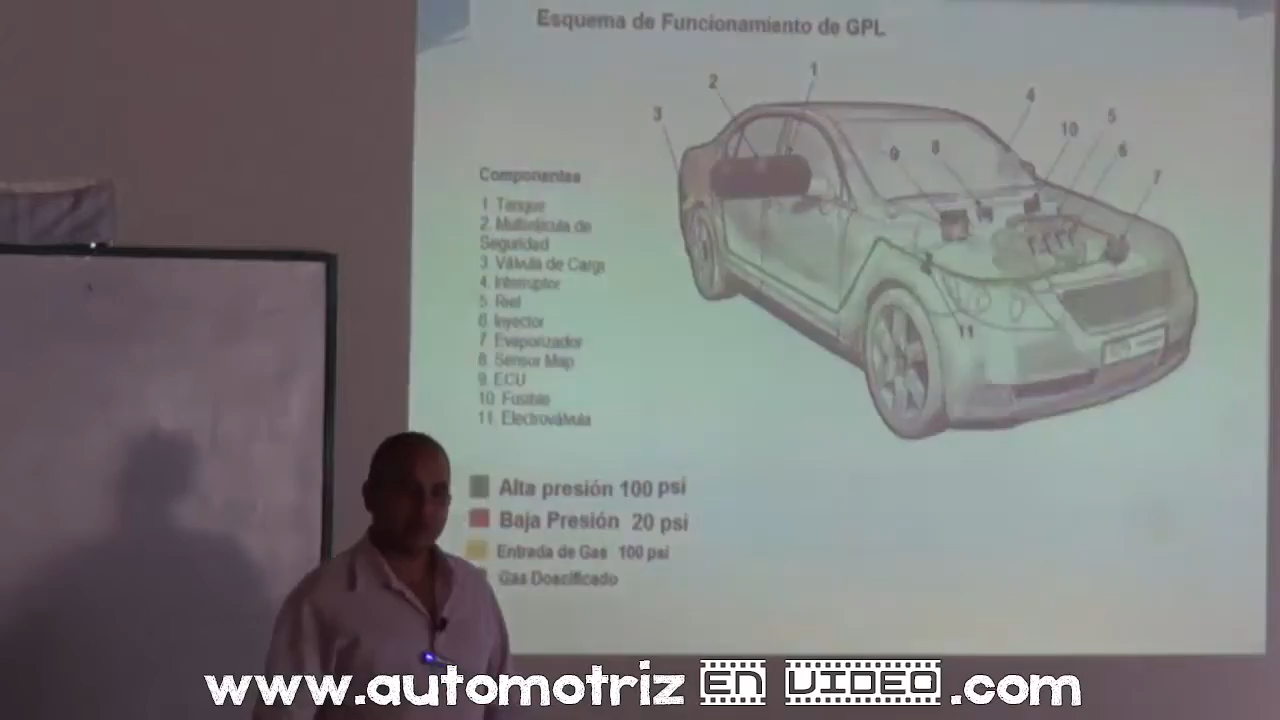 Esquema de Funcionamiento de GPL
1
2
3
4
5
10
6
7
8
9
11
Componentes
1 Tanque
2. Multiválvula de
Seguridad
3 Válvula de Carga
4. Interruptor
5 Riel
6 Inyector
7 Evaporizador
8 Sensor Map
9. ECU
10 Fusible
11 Electroválvula
Alta presión 100 psi
Baja Presión 20 psi
Entrada de Gas 100 psi
Gas Doscificado
www.automotriz EN VIDEO .com